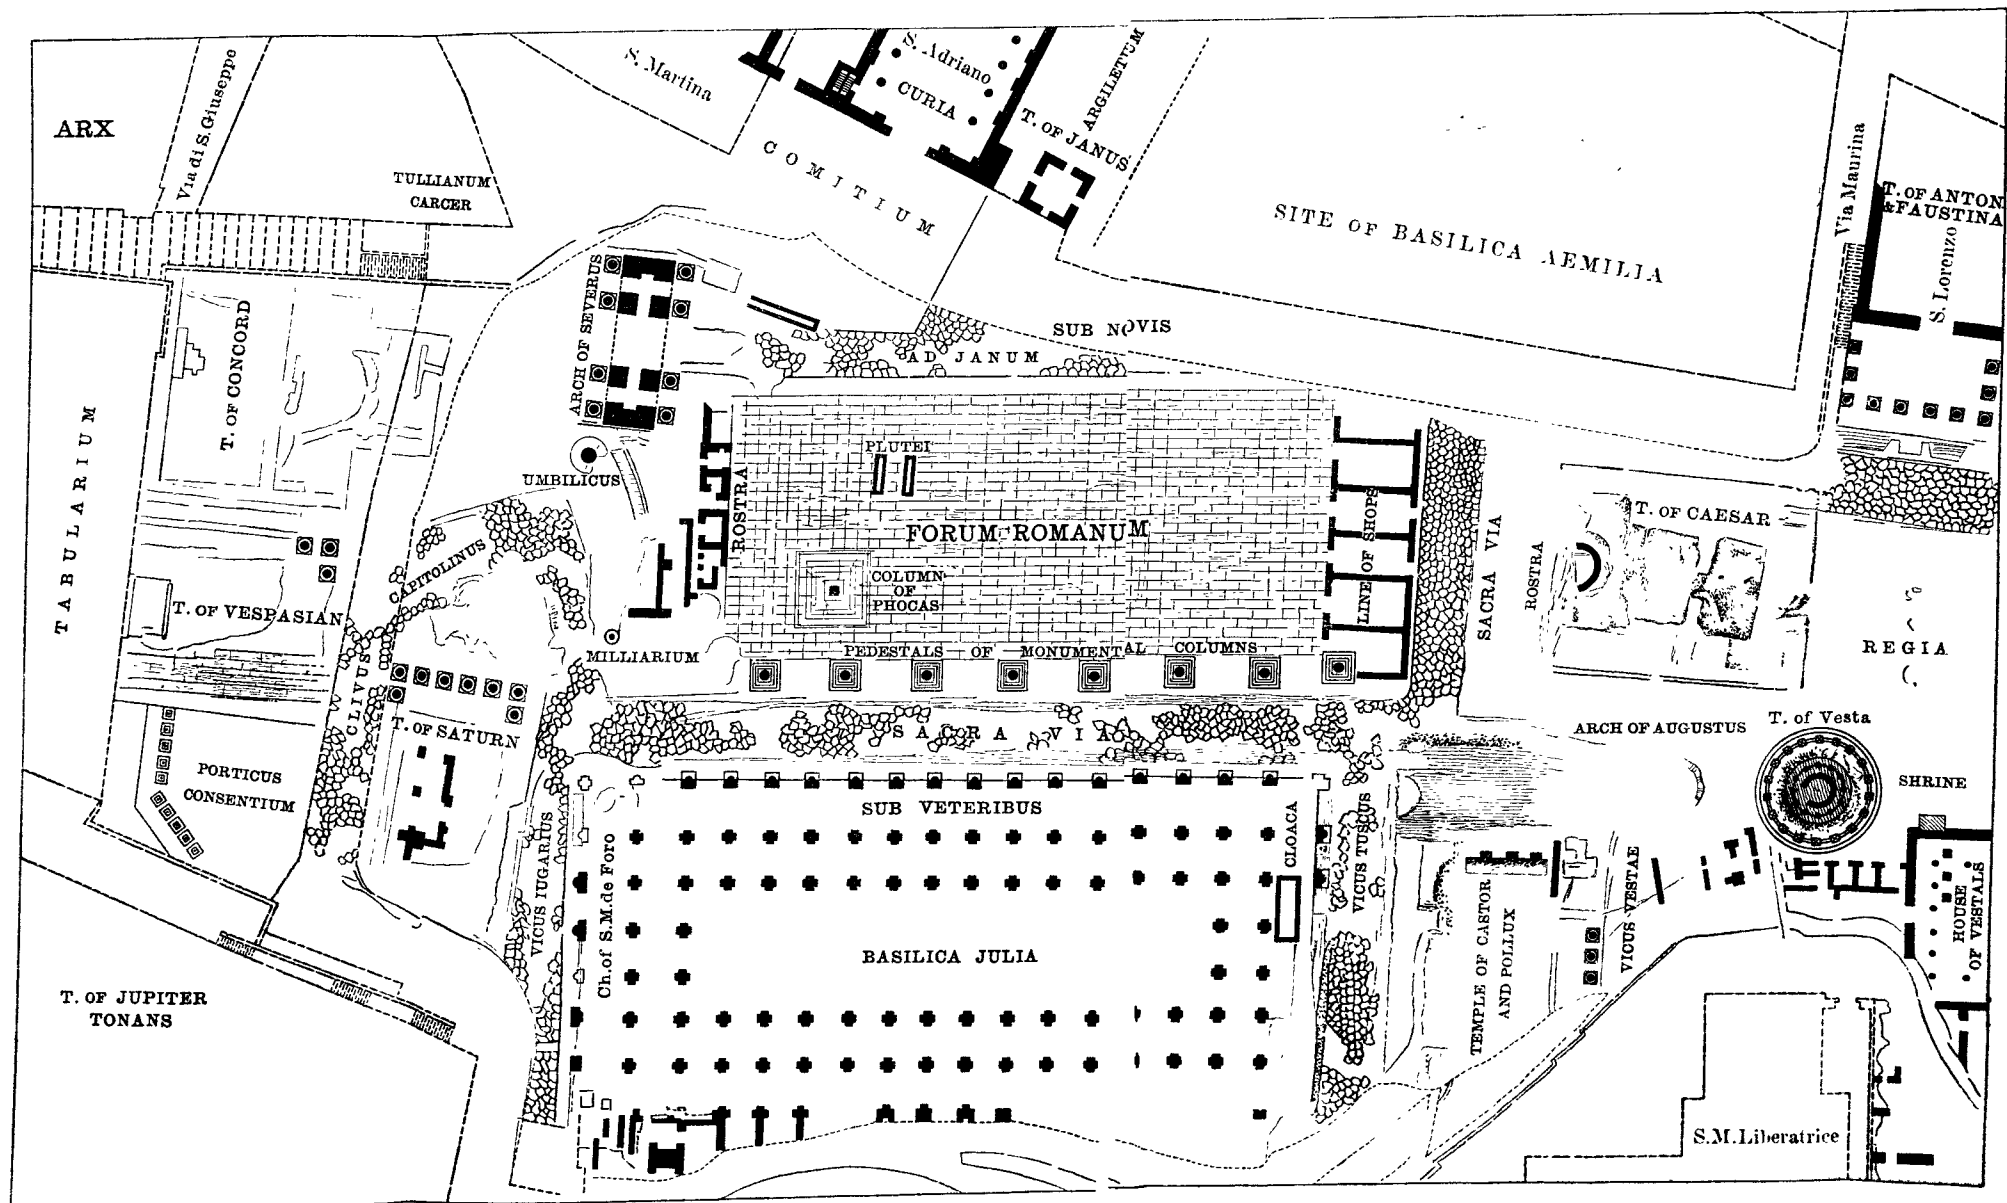 ARX
Via di S. Giuseppe
TULLIANUM
CARCER
S. Martina
S. Adriano
CURIA
COMITIUM
T. OF JANUS
ARGILETUM
SITE OF BASILICA AEMILIA
Via Maurina
T. OF ANTON
& FAUSTINA
S. Lorenzo
TABULARIUM
T. OF CONCORD
ARCH OF SEVERUS
SUB NOVIS
AD JANUM
UMBILICUS
ROSTRA
PLUTEI
FORUM ROMANUM
COLUMN
OF
PHOCAS
LINE OF SHOPS
SACRA VIA
ROSTRA
T. OF CAESAR
REGIA
T. OF VESPASIAN
CLIVUS CAPITOLINUS
MILLIARIUM
PEDESTALS OF MONUMENTAL COLUMNS
T. OF SATURN
SACRA VIA
ARCH OF AUGUSTUS
T. of Vesta
SHRINE
PORTICUS
CONSENTIUM
VICUS IUGARIUS
Ch. of S.M. de Foro
SUB VETERIBUS
BASILICA JULIA
CLOACA
VICUS TUSCUS
TEMPLE OF CASTOR
AND POLLUX
VICUS VESTAE
HOUSE
OF VESTALS
T. OF JUPITER
TONANS
S.M. Liberatrice